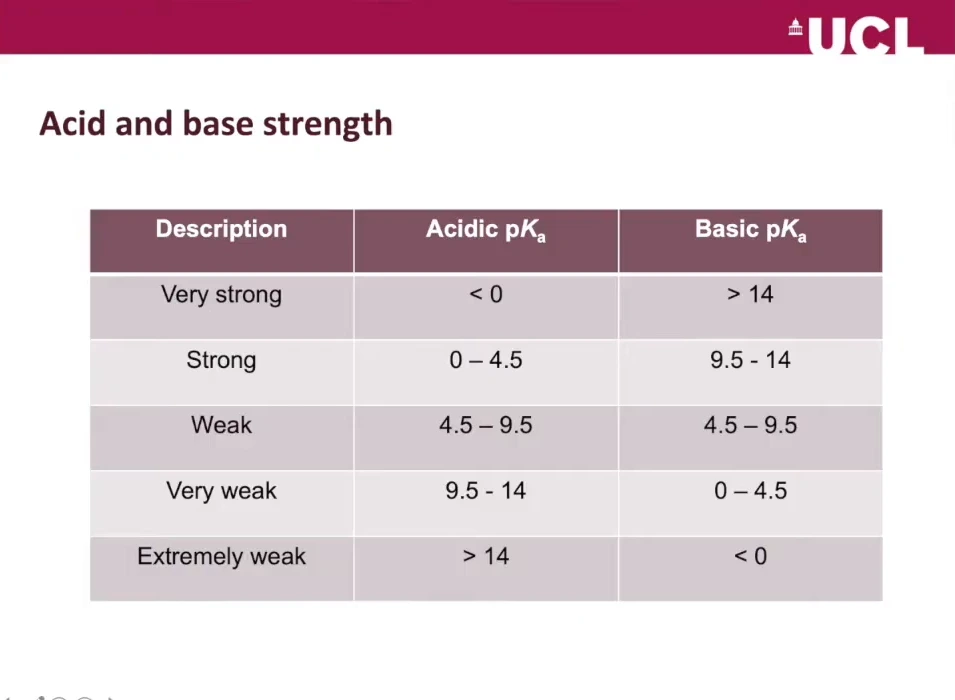 UCL
Acid and base strength
Description Acidic pKa Basic pKa
Very strong < 0 > 14
Strong 0 – 4.5 9.5 - 14
Weak 4.5 – 9.5 4.5 – 9.5
Very weak 9.5 - 14 0 – 4.5
Extremely weak > 14 < 0